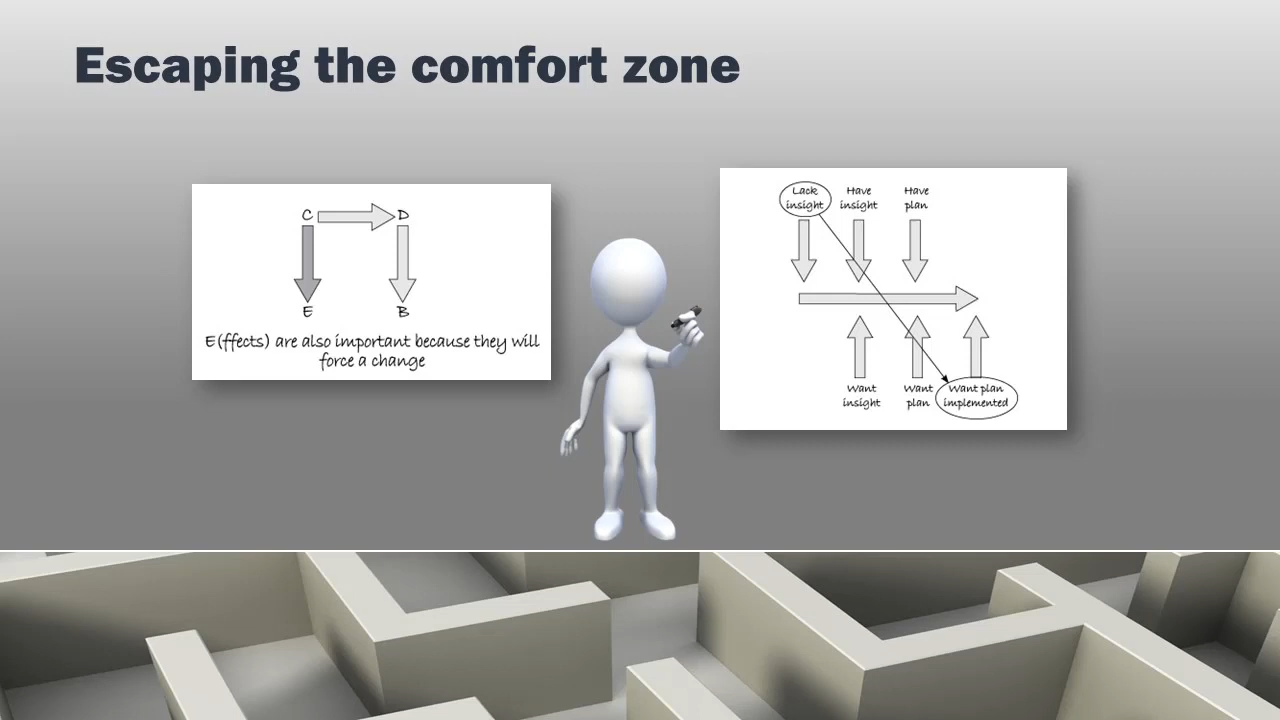 Escaping the comfort zone
C
D
E
B
E(ffects) are also important because they will
force a change
Lack
insight
Have
insight
Have
plan
Want
insight
Want
plan
Want plan
implemented